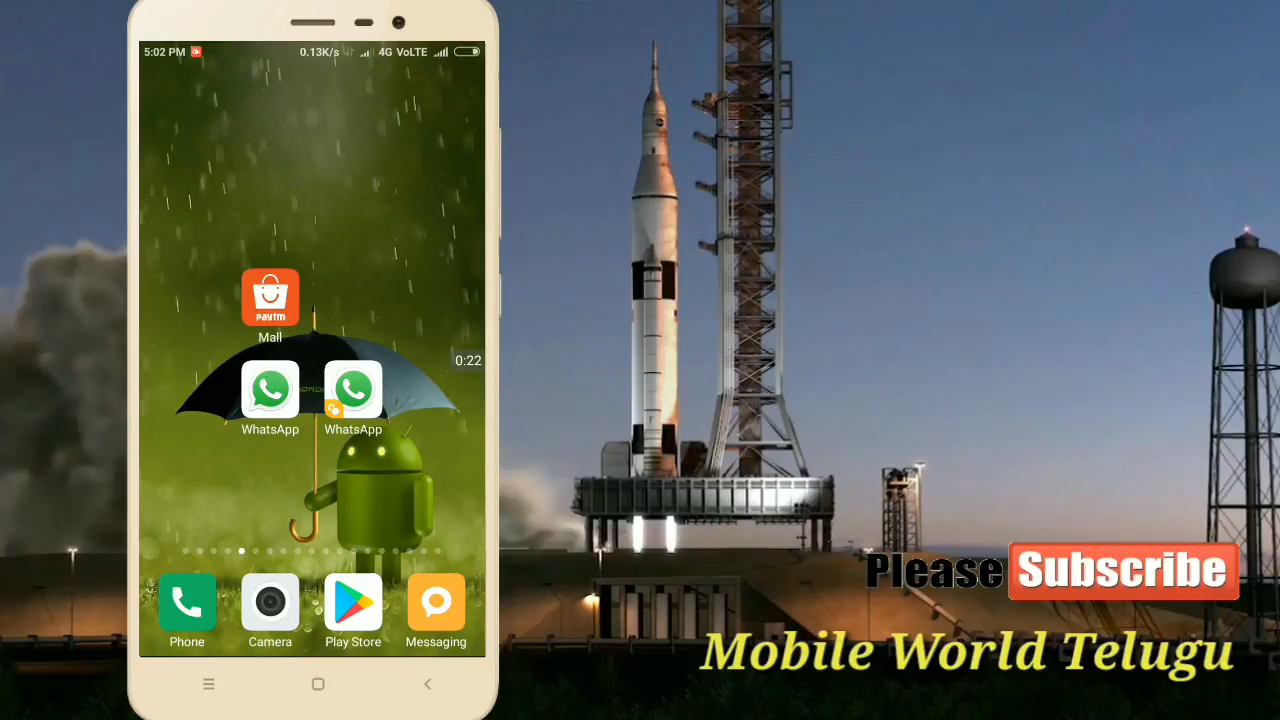 5:02 PM 0.13K/s 4G VoLTE
paytm
Mall
0:22
WhatsApp WhatsApp
Phone Camera Play Store Messaging
Please Subscribe
Mobile World Telugu